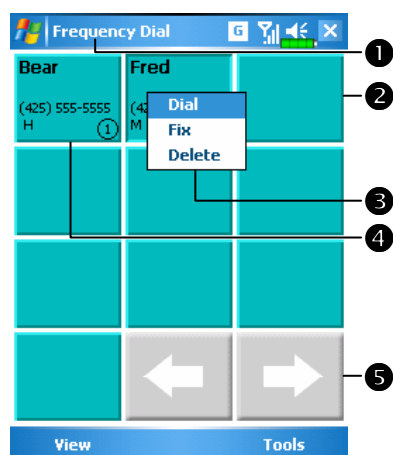 Frequency Dial
G
1
Bear
Fred
2
(425) 555-5555
(42
Dial
H
1
M
Fix
Delete
3
4
5
View
Tools